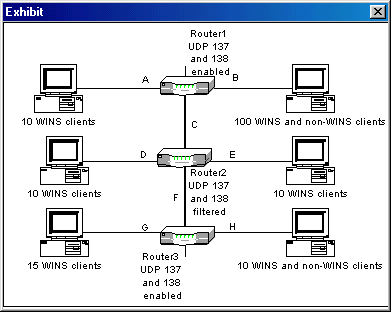 Exhibit
Router1
UDP 137
and 138
enabled
A
B
10 WINS clients
100 WINS and non-WINS clients
C
D
E
Router2
UDP 137
and 138
filtered
10 WINS clients
10 WINS clients
F
G
H
15 WINS clients
Router3
UDP 137
and 138
enabled
10 WINS and non-WINS clients